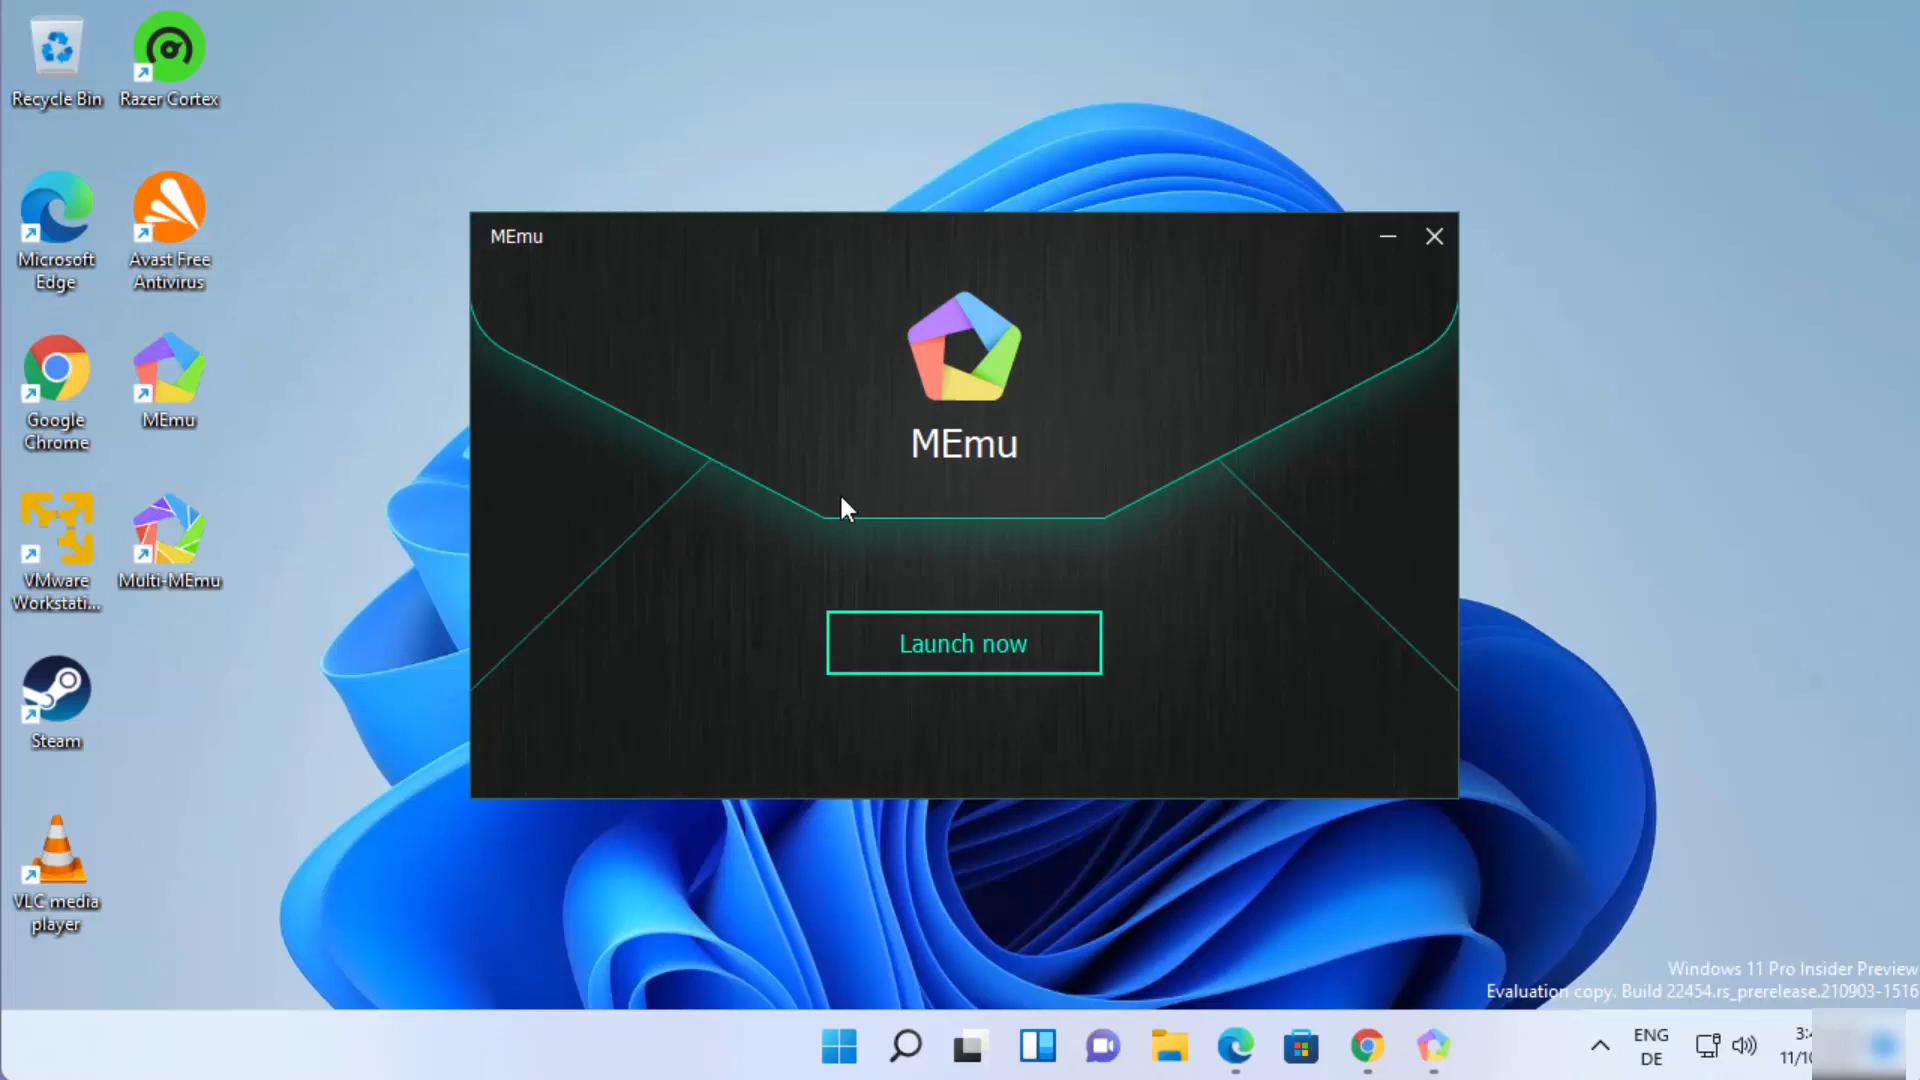 Recycle Bin
Razer Cortex
Microsoft
Edge
Avast Free
Antivirus
Google
Chrome
MEmu
VMware
Workstati...
Multi-MEmu
Steam
VLC media
player
MEmu
MEmu
Launch now
Windows 11 Pro Insider Preview
Evaluation copy. Build 22454.rs_prerelease.210903-1516
ENG
DE